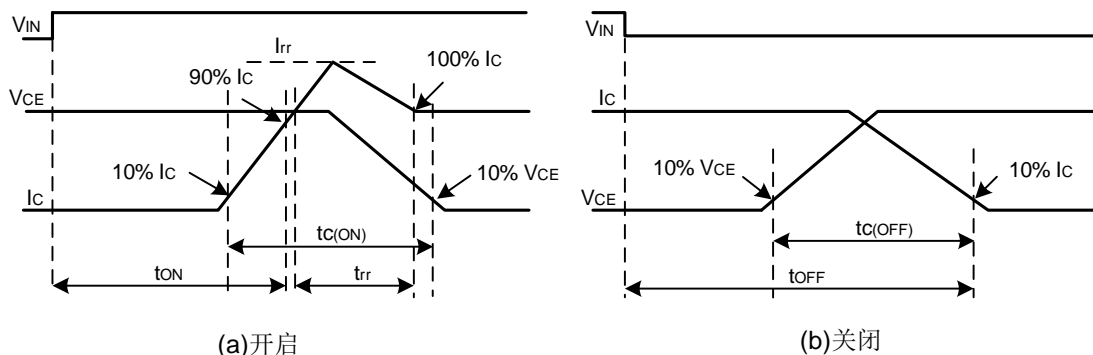 VIN
Irr
90% IC
100% IC
VCE
10% IC
10% VCE
IC
tC(ON)
tON
trr
(a)开启
VIN
IC
10% VCE
10% IC
VCE
tC(OFF)
tOFF
(b)关闭